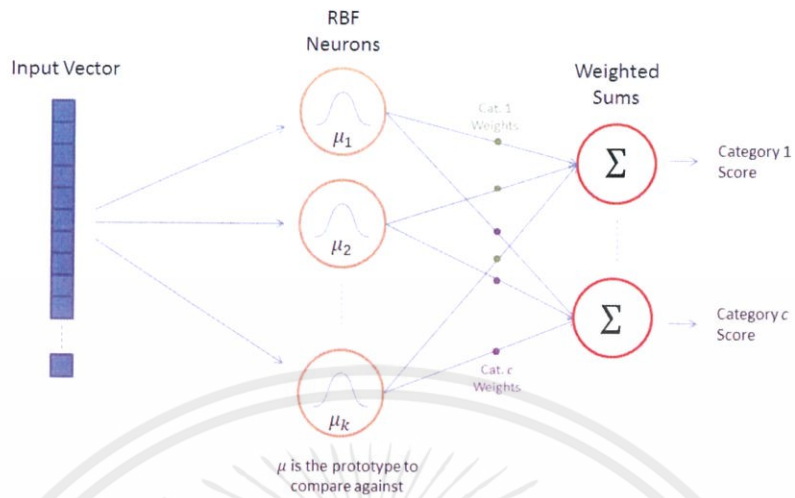 RBF
Neurons
Input Vector
Weighted
Sums
Cat. 1
Weights
μ₁
Σ
Category 1
Score
μ₂
Σ
Category c
Score
Cat. c
Weights
μₖ
μ is the prototype to
compare against